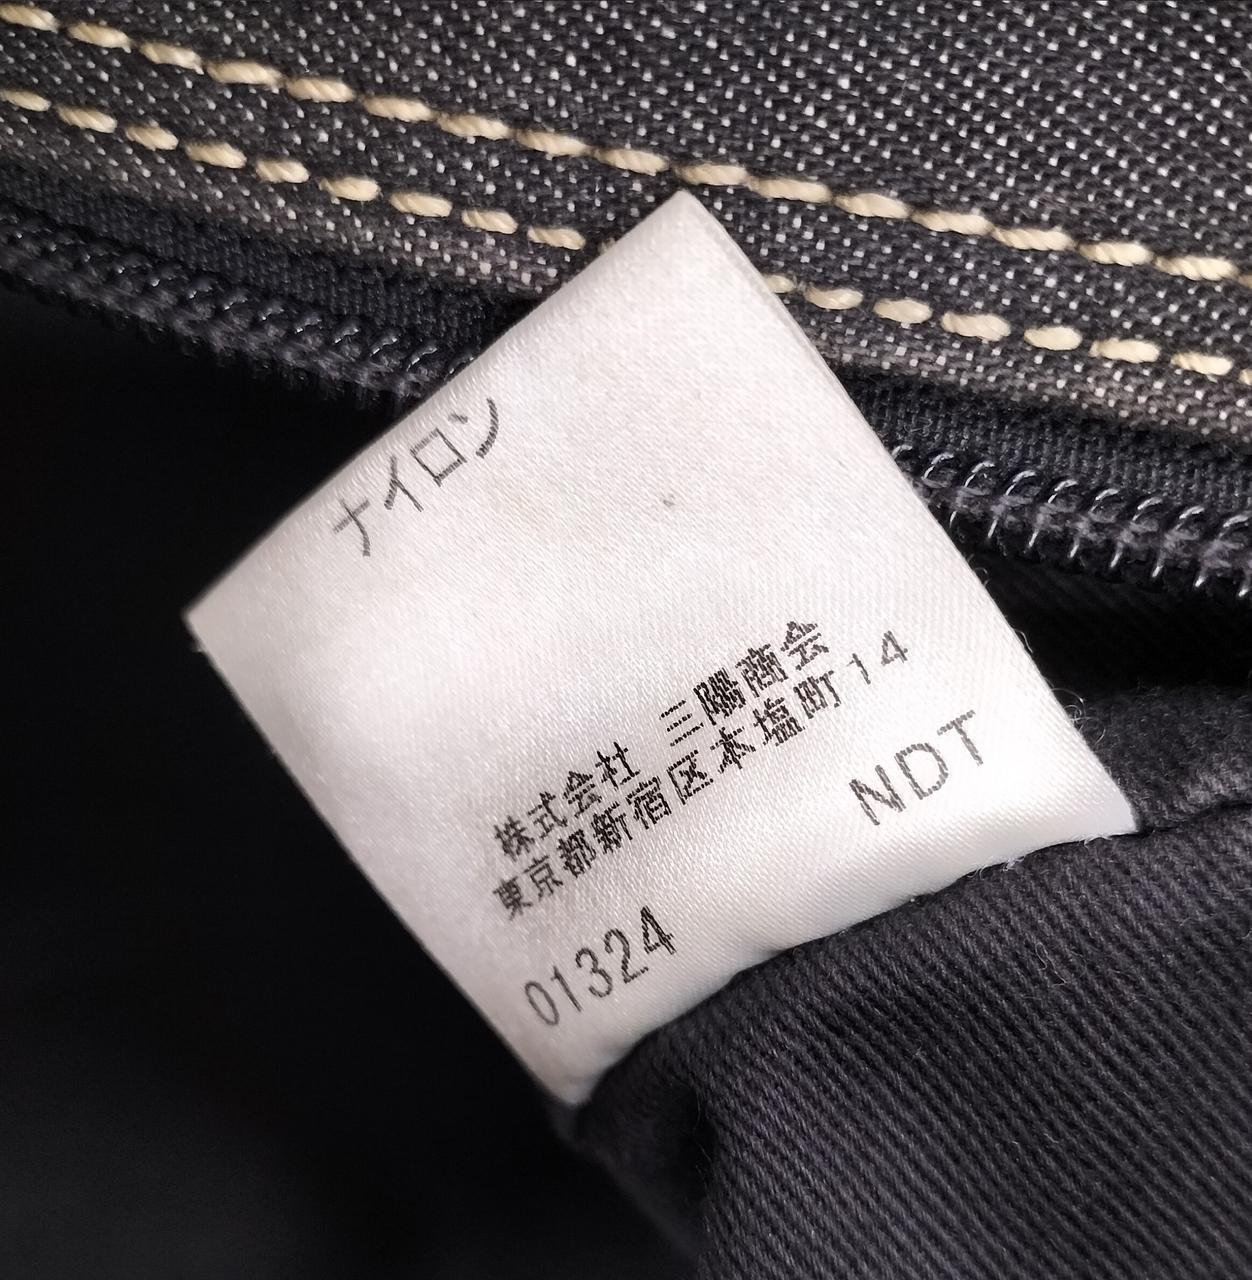 ナイロン
株式会社 三陽商会
東京都新宿区本塩町14
NDT
01324